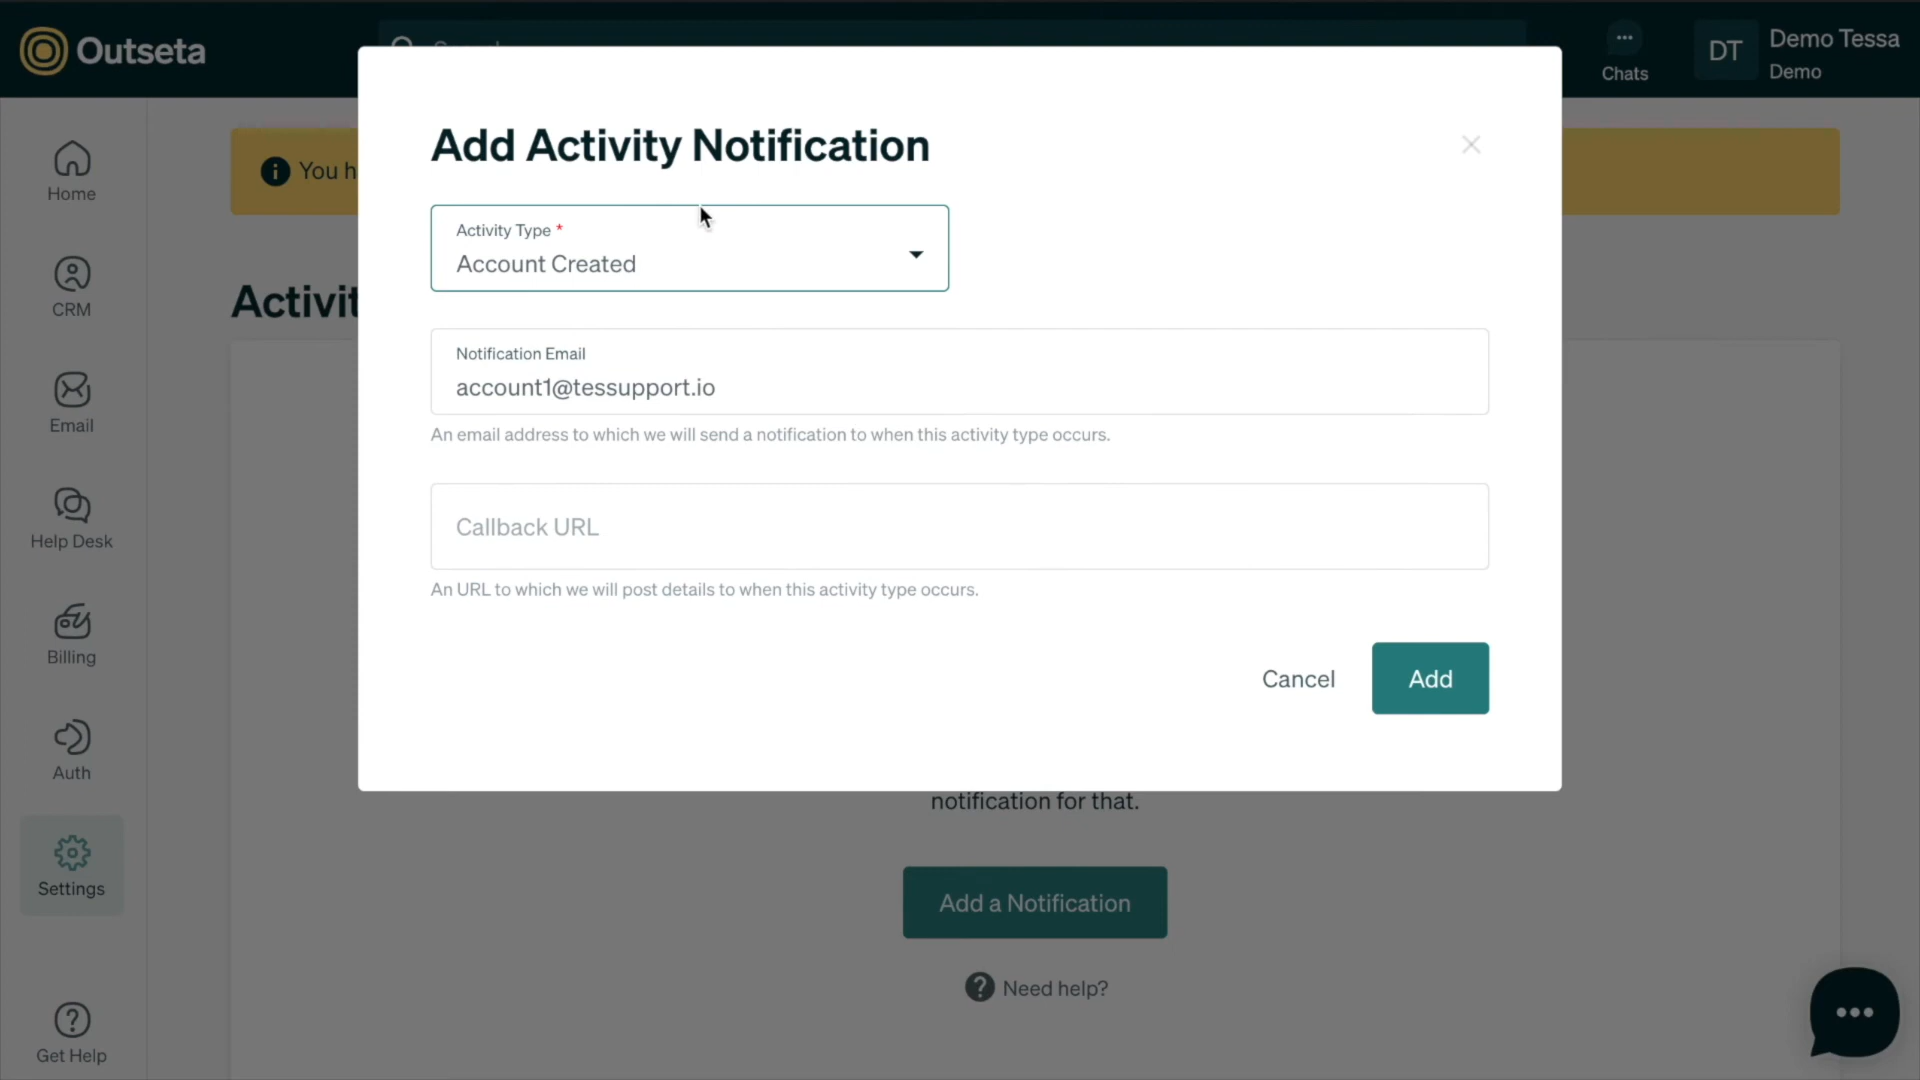 Outseta
Chats
DT
Demo Tessa
Demo
Home
CRM
Email
Help Desk
Billing
Auth
Settings
Get Help
You h
Activit
Add Activity Notification
Activity Type *
Account Created
Notification Email
account1@tessupport.io
An email address to which we will send a notification to when this activity type occurs.
Callback URL
An URL to which we will post details to when this activity type occurs.
Cancel
Add
notification for that.
Add a Notification
Need help?